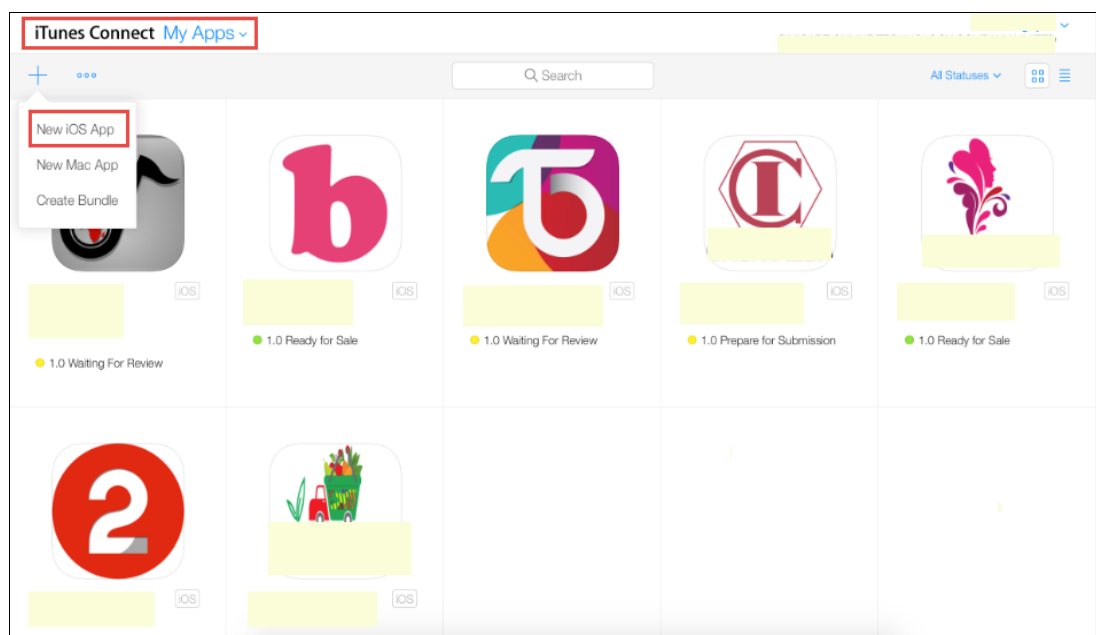 iTunes Connect My Apps
Search
All Statuses
New iOS App
New Mac App
Create Bundle
b
CI
iOS
iOS
iOS
iOS
iOS
1.0 Waiting For Review
1.0 Ready for Sale
1.0 Waiting For Review
1.0 Prepare for Submission
1.0 Ready for Sale
2
iOS
iOS